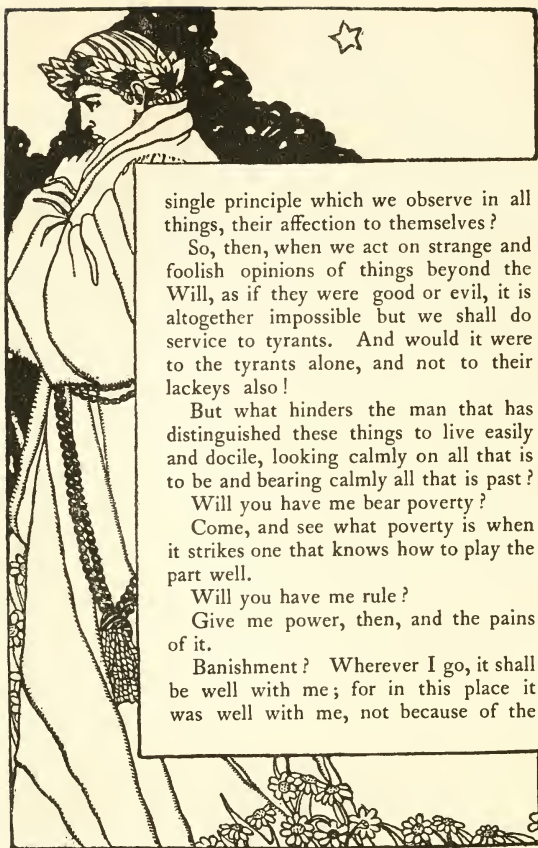 single principle which we observe in all
things, their affection to themselves?
So, then, when we act on strange and
foolish opinions of things beyond the
Will, as if they were good or evil, it is
altogether impossible but we shall do
service to tyrants. And would it were
to the tyrants alone, and not to their
lackeys also!
But what hinders the man that has
distinguished these things to live easily
and docile, looking calmly on all that is
to be and bearing calmly all that is past?
Will you have me bear poverty?
Come, and see what poverty is when
it strikes one that knows how to play the
part well.
Will you have me rule?
Give me power, then, and the pains
of it.
Banishment? Wherever I go, it shall
be well with me; for in this place it
was well with me, not because of the